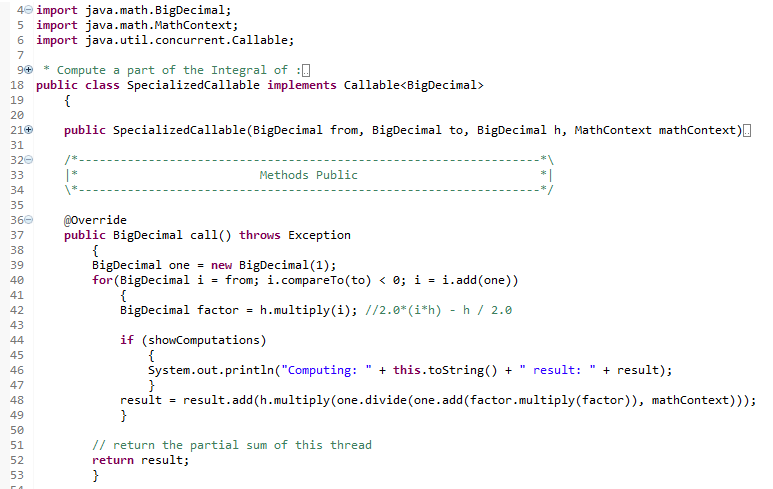 4 import java.math.BigDecimal;
5 import java.math.MathContext;
6 import java.util.concurrent.Callable;
7
9 * Compute a part of the Integral of :
18 public class SpecializedCallable implements Callable<BigDecimal>
19 {
20
21 public SpecializedCallable(BigDecimal from, BigDecimal to, BigDecimal h, MathContext mathContext)
31
32 /*------------------------------------------------------------------*\
33 |* Methods Public *|
34 \*------------------------------------------------------------------*/
35
36 @Override
37 public BigDecimal call() throws Exception
38 {
39 BigDecimal one = new BigDecimal(1);
40 for(BigDecimal i = from; i.compareTo(to) < 0; i = i.add(one))
41 {
42 BigDecimal factor = h.multiply(i); //2.0*(i*h) - h / 2.0
43
44 if (showComputations)
45 {
46 System.out.println("Computing: " + this.toString() + " result: " + result);
47 }
48 result = result.add(h.multiply(one.divide(one.add(factor.multiply(factor)), mathContext)));
49 }
50
51 // return the partial sum of this thread
52 return result;
53 }